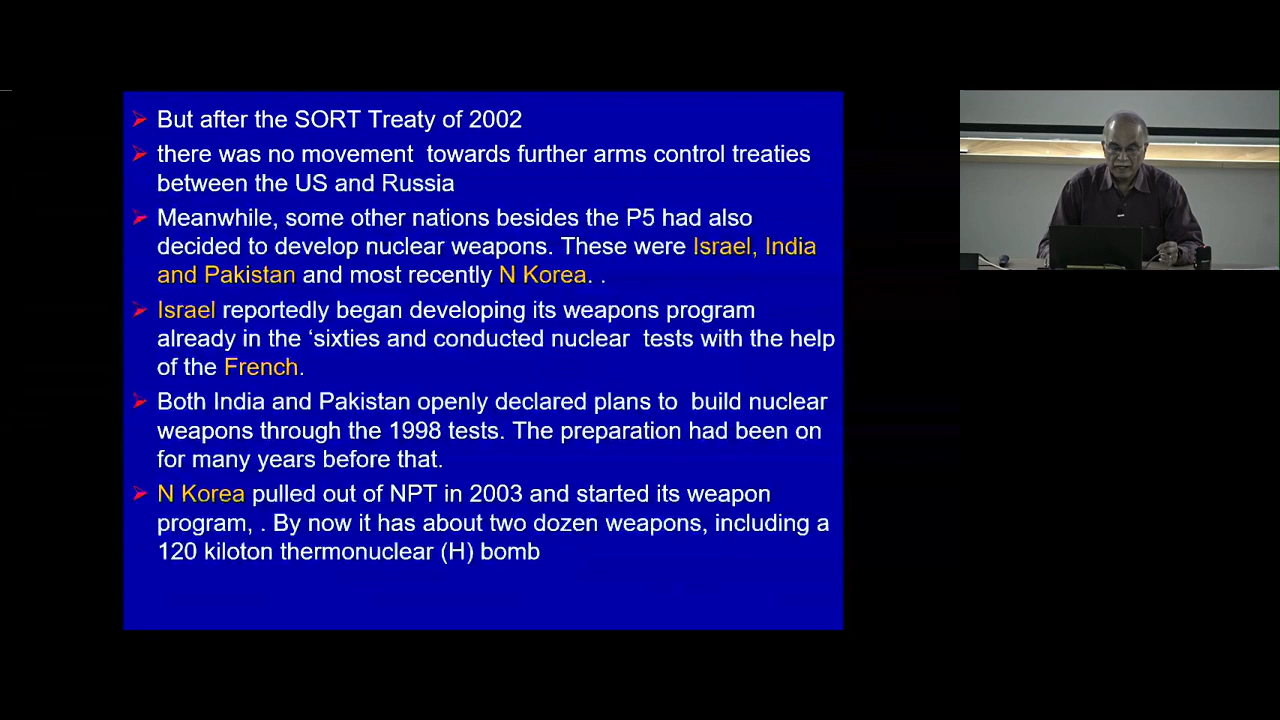 But after the SORT Treaty of 2002
there was no movement towards further arms control treaties
between the US and Russia
Meanwhile, some other nations besides the P5 had also
decided to develop nuclear weapons. These were Israel, India
and Pakistan and most recently N Korea. .
Israel reportedly began developing its weapons program
already in the ‘sixties and conducted nuclear tests with the help
of the French.
Both India and Pakistan openly declared plans to build nuclear
weapons through the 1998 tests. The preparation had been on
for many years before that.
N Korea pulled out of NPT in 2003 and started its weapon
program, . By now it has about two dozen weapons, including a
120 kiloton thermonuclear (H) bomb